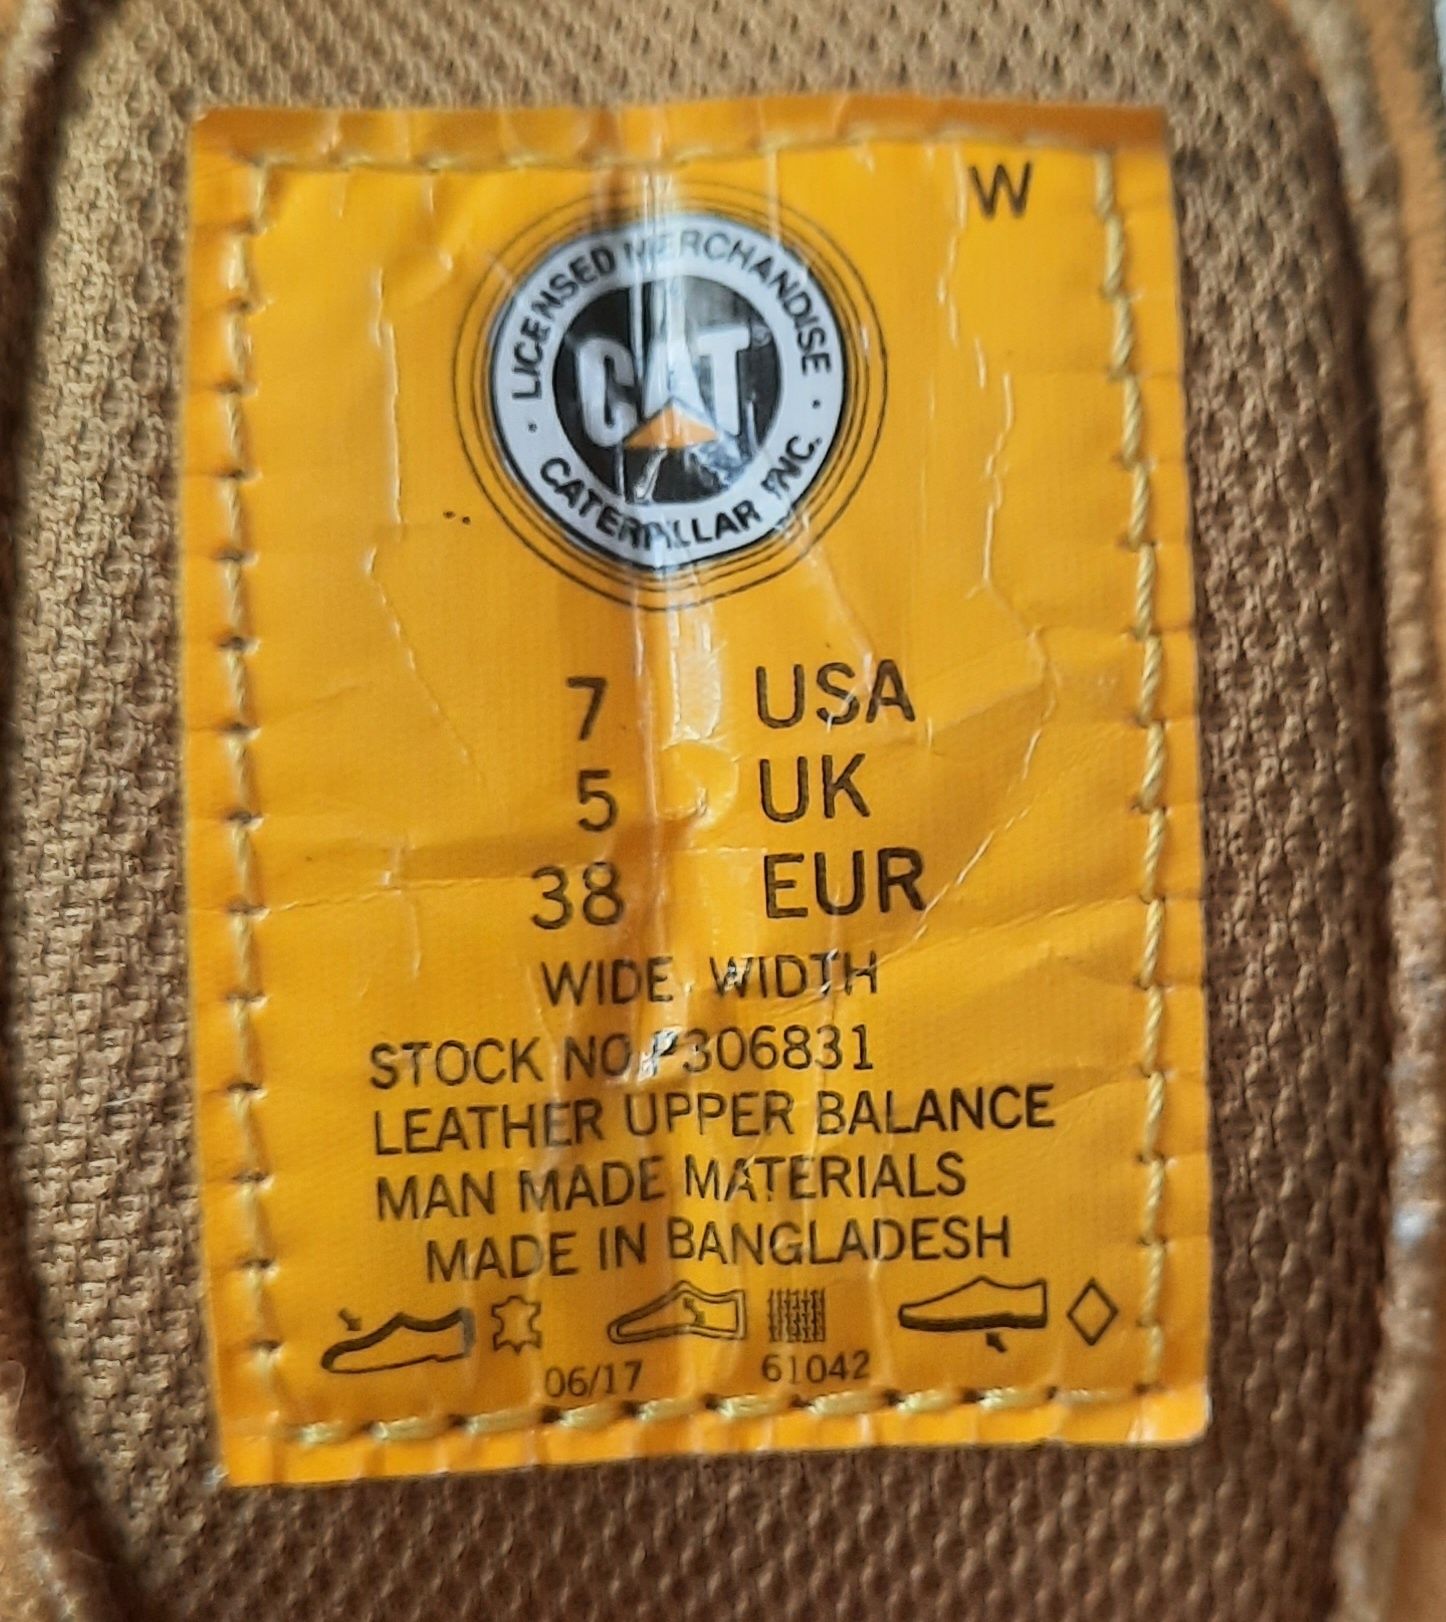 W
LICENSED MERCHANDISE
CAT
CATERPILLAR INC.
7 USA
5 UK
38 EUR
WIDE WIDTH
STOCK NO.P306831
LEATHER UPPER BALANCE
MAN MADE MATERIALS
MADE IN BANGLADESH
06/17 61042